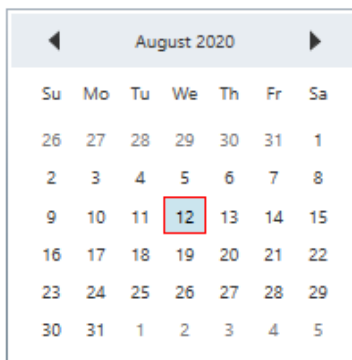 August 2020
Su Mo Tu We Th Fr Sa
26 27 28 29 30 31 1
2 3 4 5 6 7 8
9 10 11 12 13 14 15
16 17 18 19 20 21 22
23 24 25 26 27 28 29
30 31 1 2 3 4 5